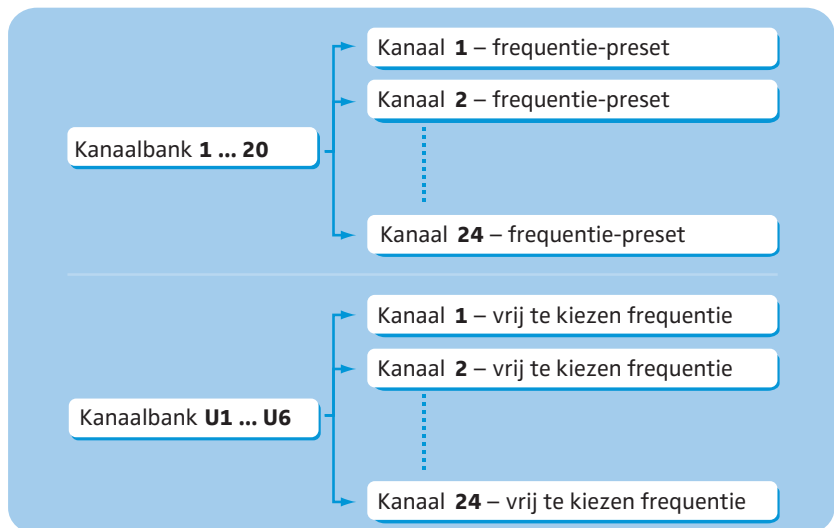 Kanaal 1 – frequentie-preset
Kanaal 2 – frequentie-preset
Kanaalbank 1 ... 20
Kanaal 24 – frequentie-preset
Kanaal 1 – vrij te kiezen frequentie
Kanaal 2 – vrij te kiezen frequentie
Kanaalbank U1 ... U6
Kanaal 24 – vrij te kiezen frequentie